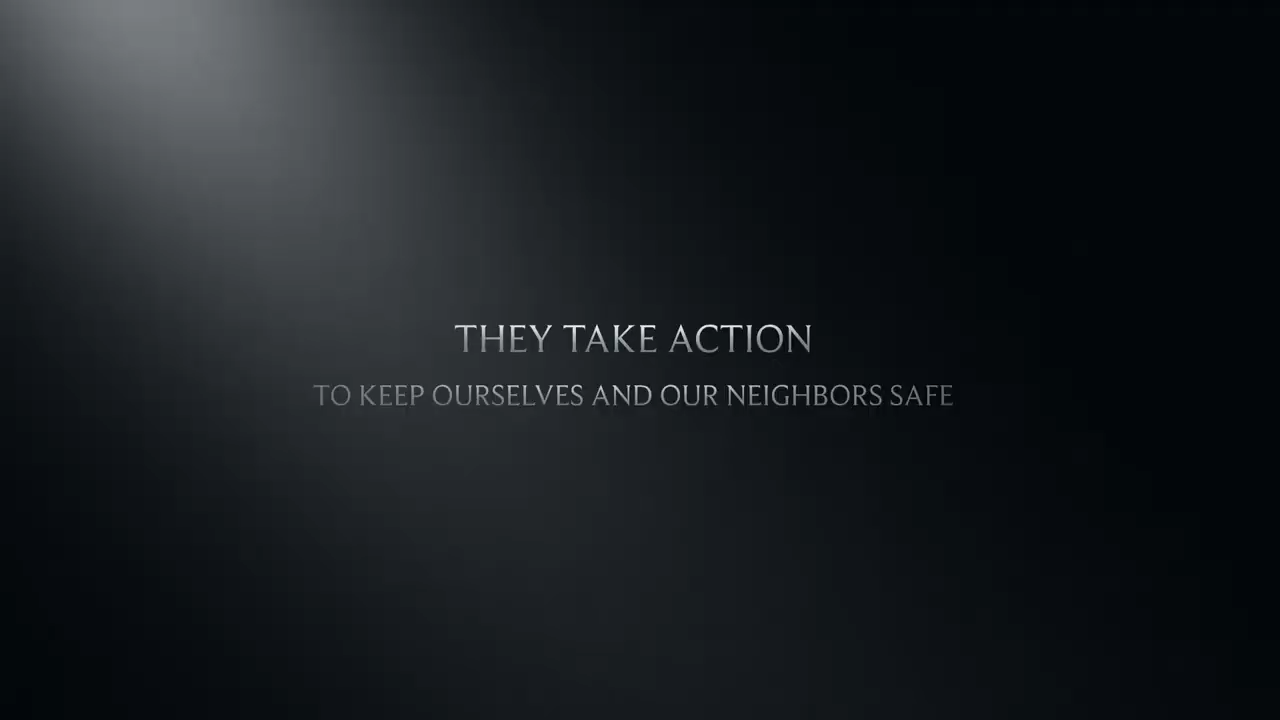 THEY TAKE ACTION
TO KEEP OURSELVES AND OUR NEIGHBORS SAFE